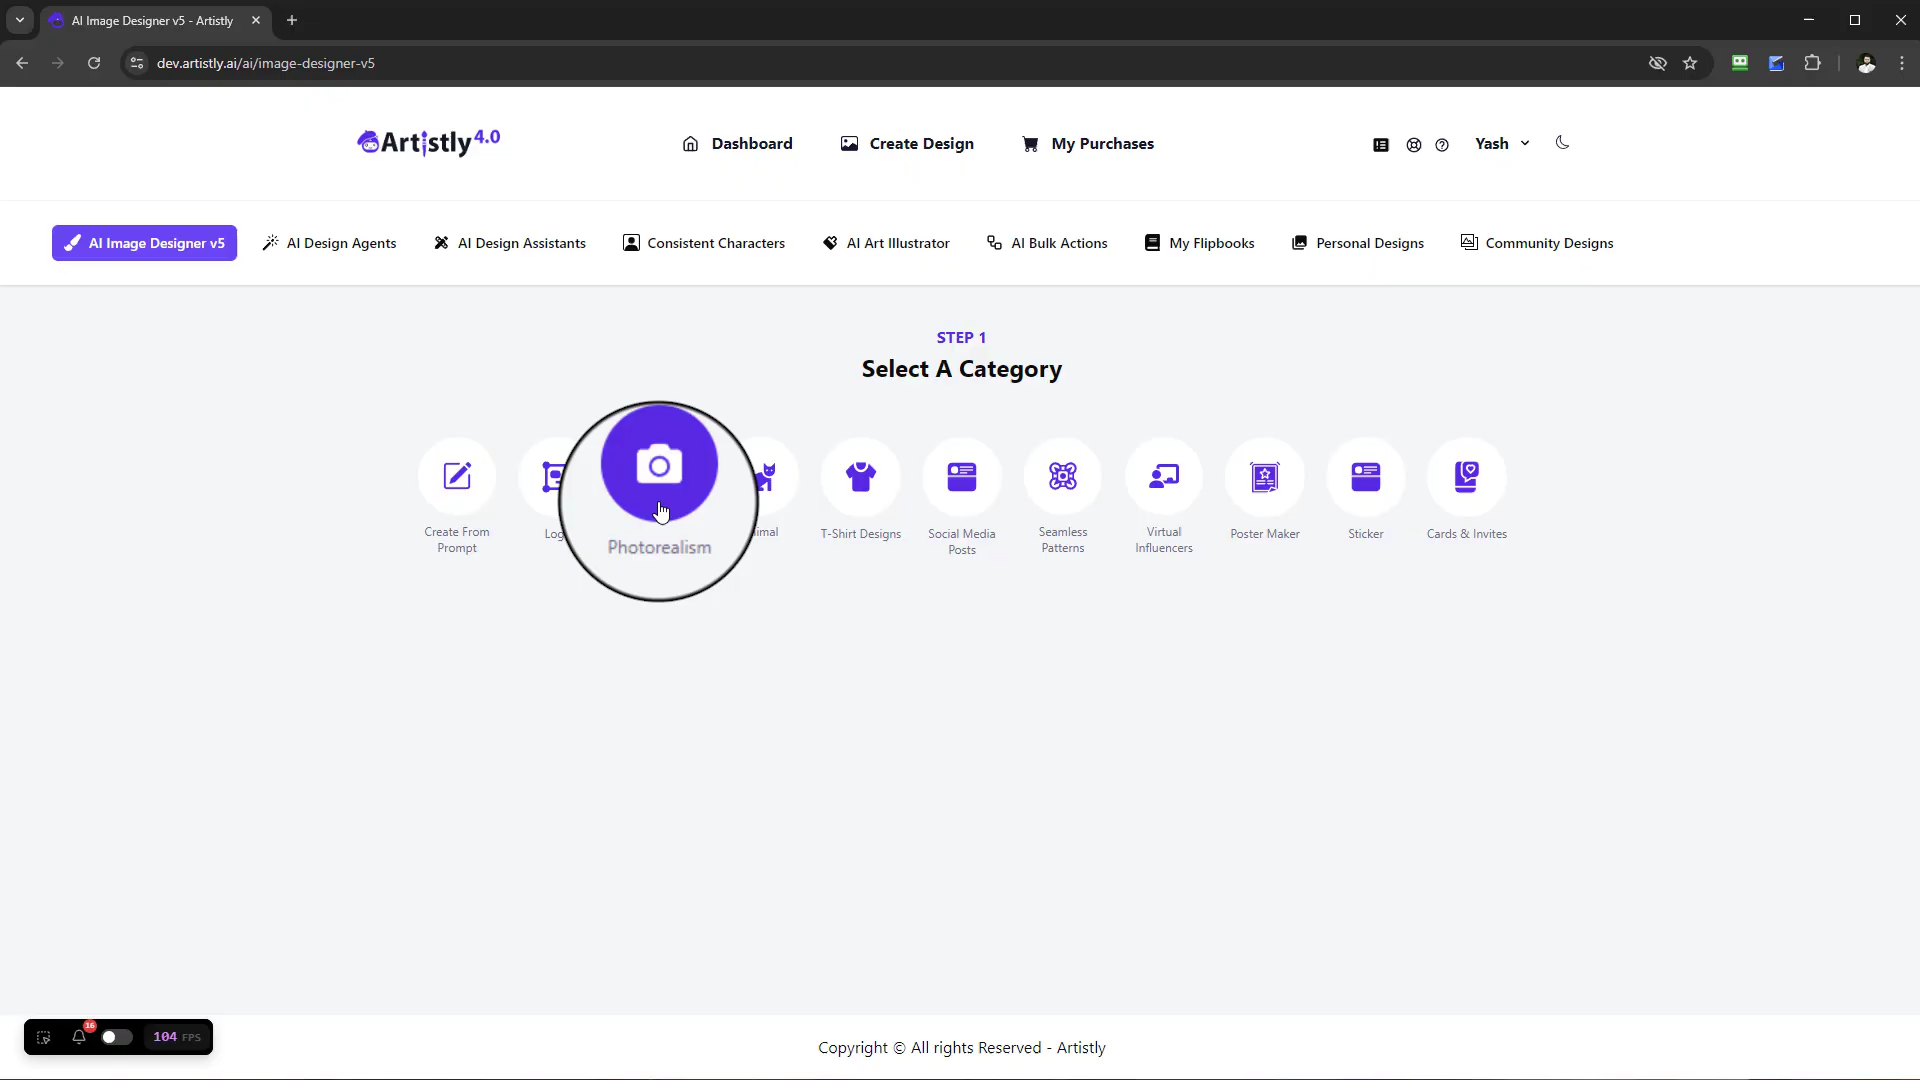 AI Image Designer v5 - Artistly
dev.artistly.ai/ai/image-designer-v5
Artistly 4.0
Dashboard
Create Design
My Purchases
Yash
AI Image Designer v5
AI Design Agents
AI Design Assistants
Consistent Characters
AI Art Illustrator
AI Bulk Actions
My Flipbooks
Personal Designs
Community Designs
STEP 1
Select A Category
Create From
Prompt
Log
Photorealism
imal
T-Shirt Designs
Social Media
Posts
Seamless
Patterns
Virtual
Influencers
Poster Maker
Sticker
Cards & Invites
16
104 FPS
Copyright © All rights Reserved - Artistly